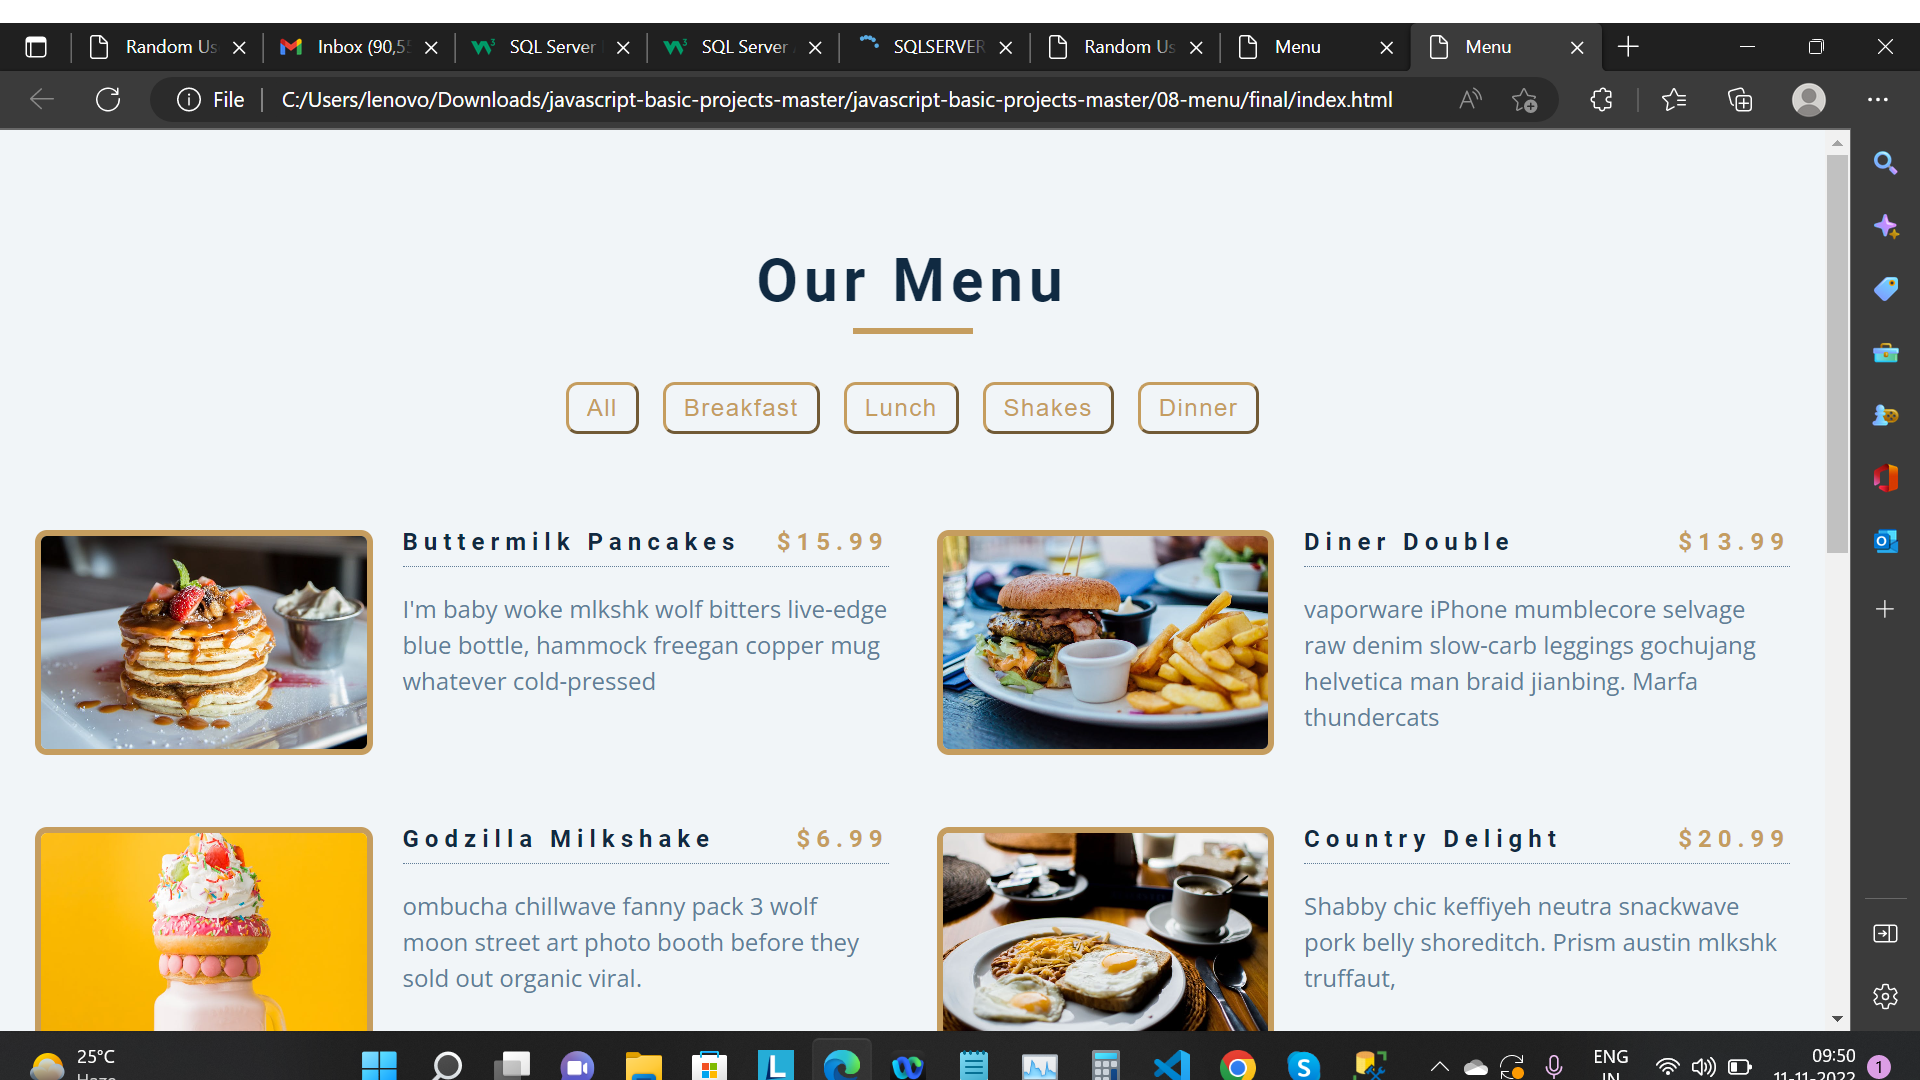 Random Us
Inbox (90,5
SQL Server
SQL Server
SQLSERVER
Random Us
Menu
Menu
File
C:/Users/lenovo/Downloads/javascript-basic-projects-master/javascript-basic-projects-master/08-menu/final/index.html
Our Menu
All
Breakfast
Lunch
Shakes
Dinner
Buttermilk Pancakes $15.99
I'm baby woke mlkshk wolf bitters live-edge
blue bottle, hammock freegan copper mug
whatever cold-pressed
Diner Double $13.99
vaporware iPhone mumblecore selvage
raw denim slow-carb leggings gochujang
helvetica man braid jianbing. Marfa
thundercats
Godzilla Milkshake $6.99
ombucha chillwave fanny pack 3 wolf
moon street art photo booth before they
sold out organic viral.
Country Delight $20.99
Shabby chic keffiyeh neutra snackwave
pork belly shoreditch. Prism austin mlkshk
truffaut,
25°C
Haze
ENG
IN
09:50
11-11-2022
1